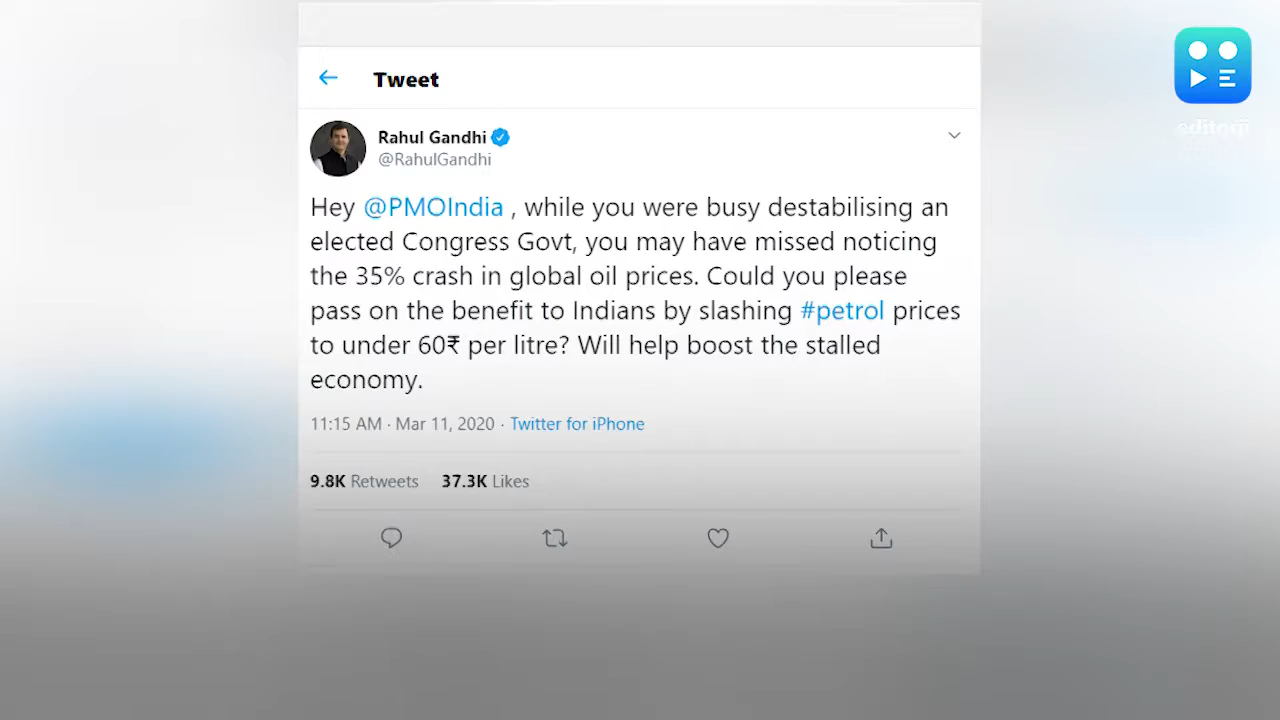 Tweet
Rahul Gandhi
@RahulGandhi
Hey @PMOIndia , while you were busy destabilising an
elected Congress Govt, you may have missed noticing
the 35% crash in global oil prices. Could you please
pass on the benefit to Indians by slashing #petrol prices
to under 60₹ per litre? Will help boost the stalled
economy.
11:15 AM · Mar 11, 2020 · Twitter for iPhone
9.8K Retweets 37.3K Likes
editorji